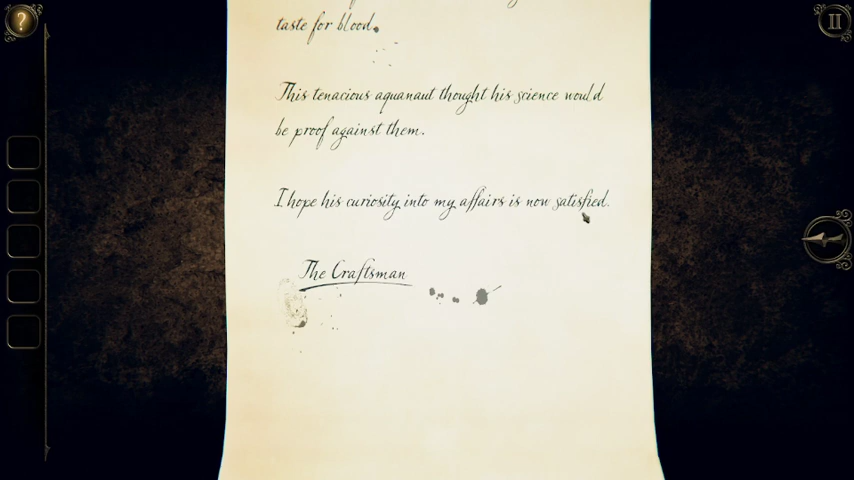 taste for blood.
This tenacious aquanaut thought his science would
be proof against them.
I hope his curiosity into my affairs is now satisfied.
The Craftsman
?